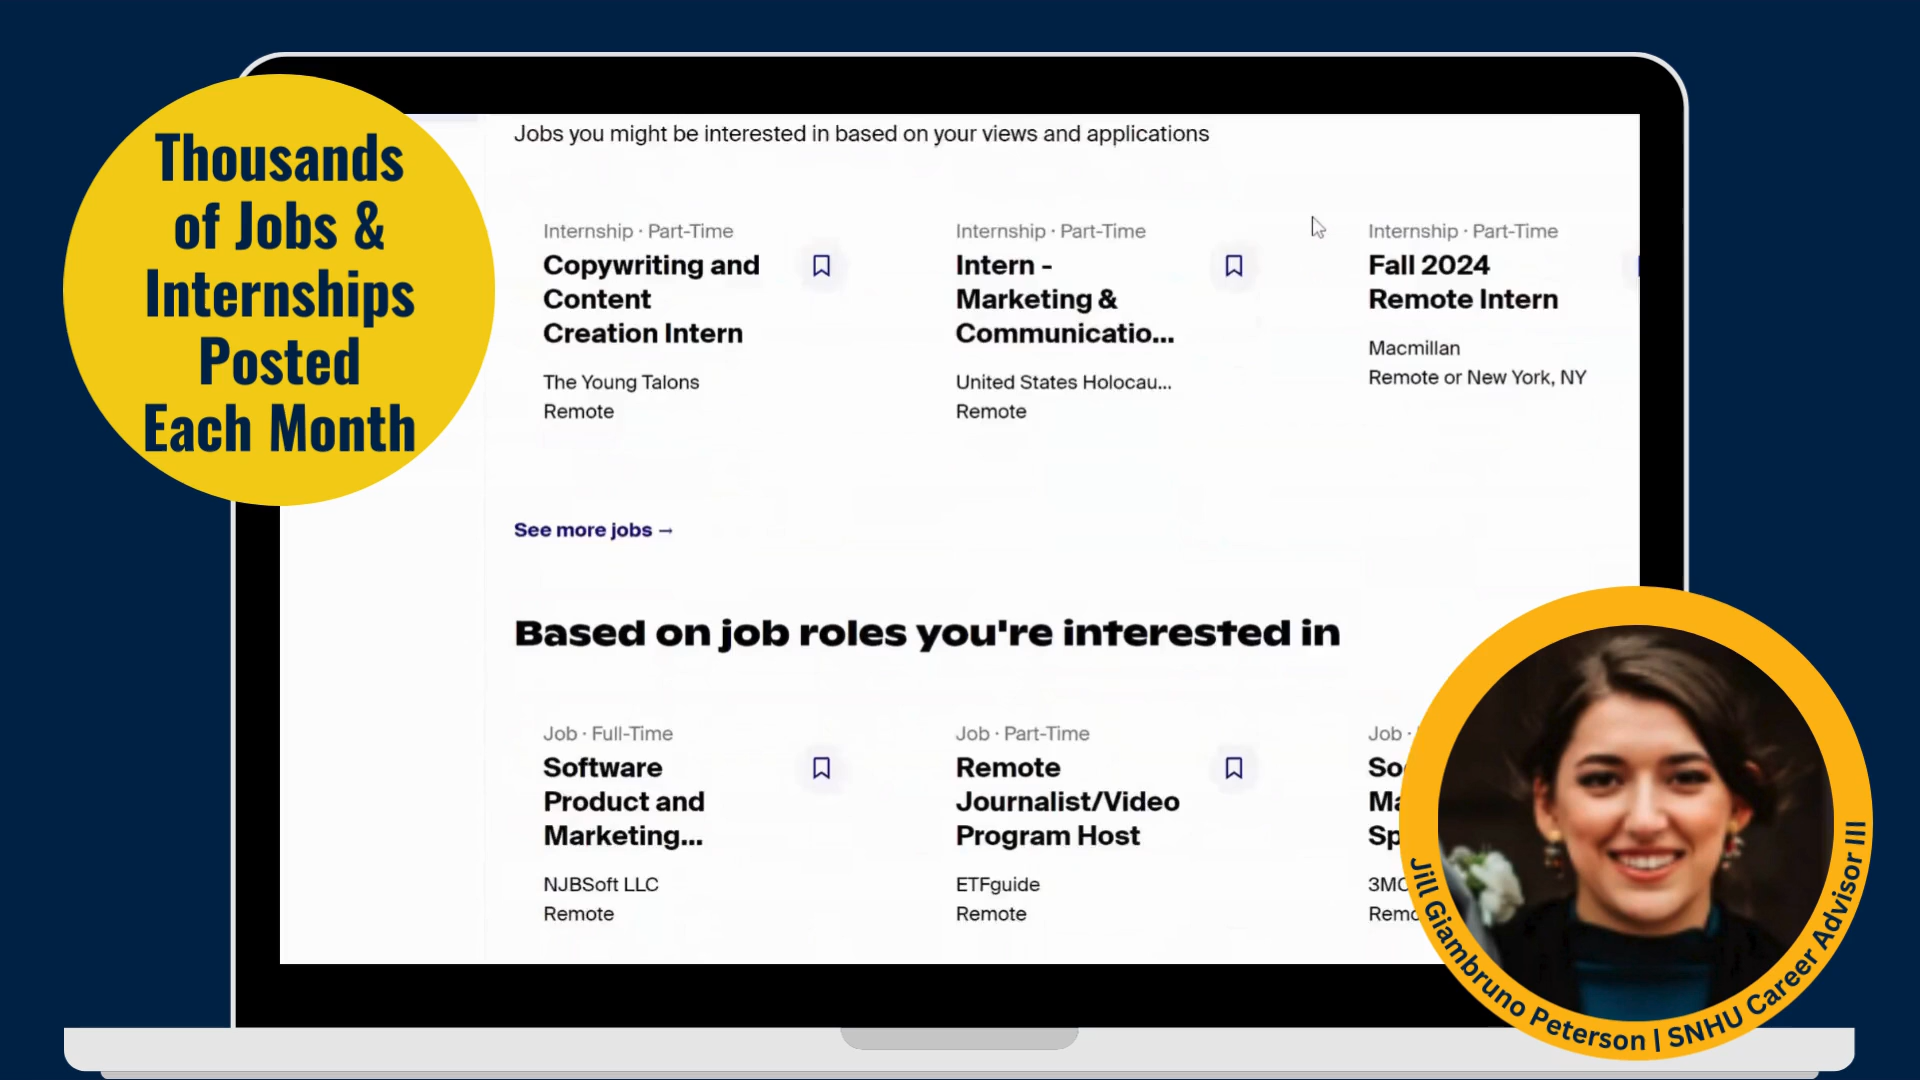 Thousands
of Jobs &
Internships
Posted
Each Month
Jobs you might be interested in based on your views and applications
Internship · Part-Time
Copywriting and
Content
Creation Intern
The Young Talons
Remote
Internship · Part-Time
Intern -
Marketing &
Communicatio...
United States Holocau...
Remote
Internship · Part-Time
Fall 2024
Remote Intern
Macmillan
Remote or New York, NY
See more jobs →
Based on job roles you're interested in
Job · Full-Time
Software
Product and
Marketing...
NJBSoft LLC
Remote
Job · Part-Time
Remote
Journalist/Video
Program Host
ETFguide
Remote
Job ·
Jill Giambruno Peterson | SNHU Career Advisor III